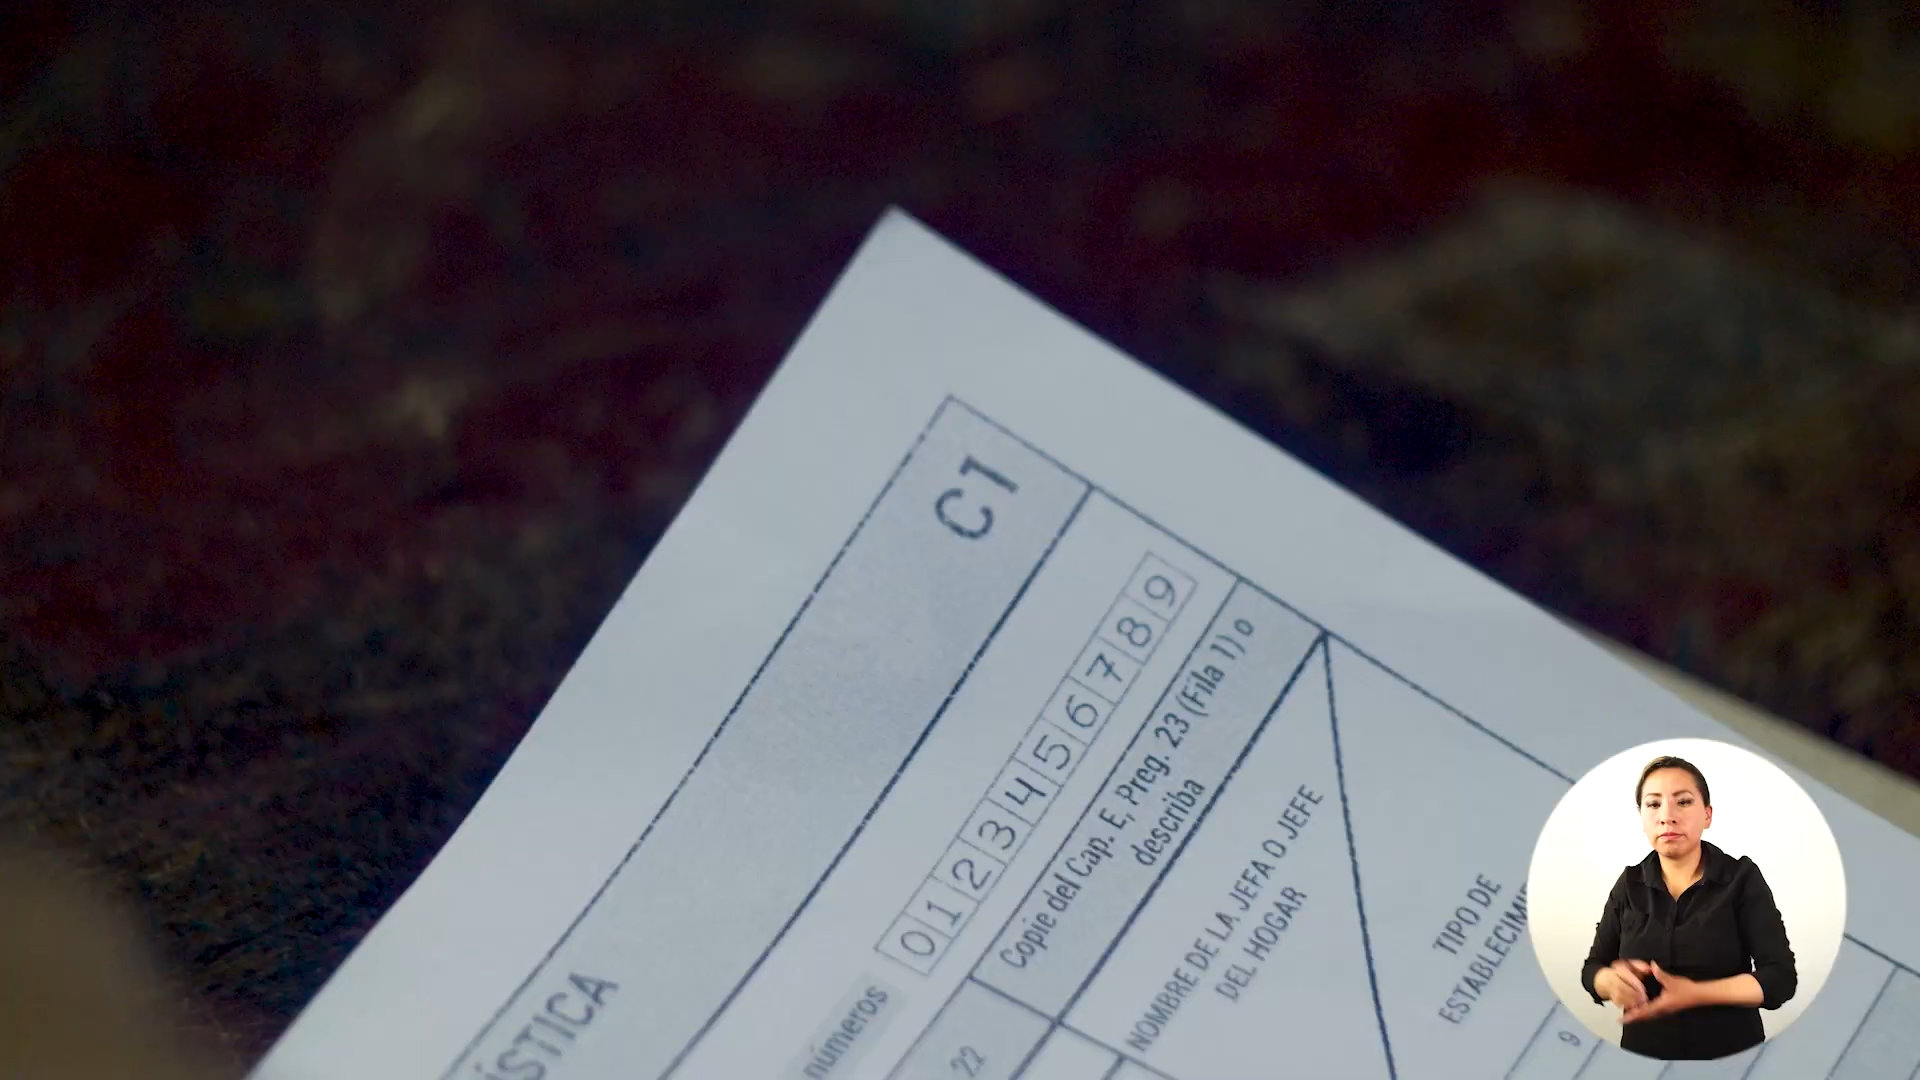 C1
ÍSTICA
números
0 1 2 3 4 5 6 7 8 9
Copie del Cap. E, Preg. 23 (Fila 1) o
describa
22
NOMBRE DE LA JEFA O JEFE
DEL HOGAR
TIPO DE
9